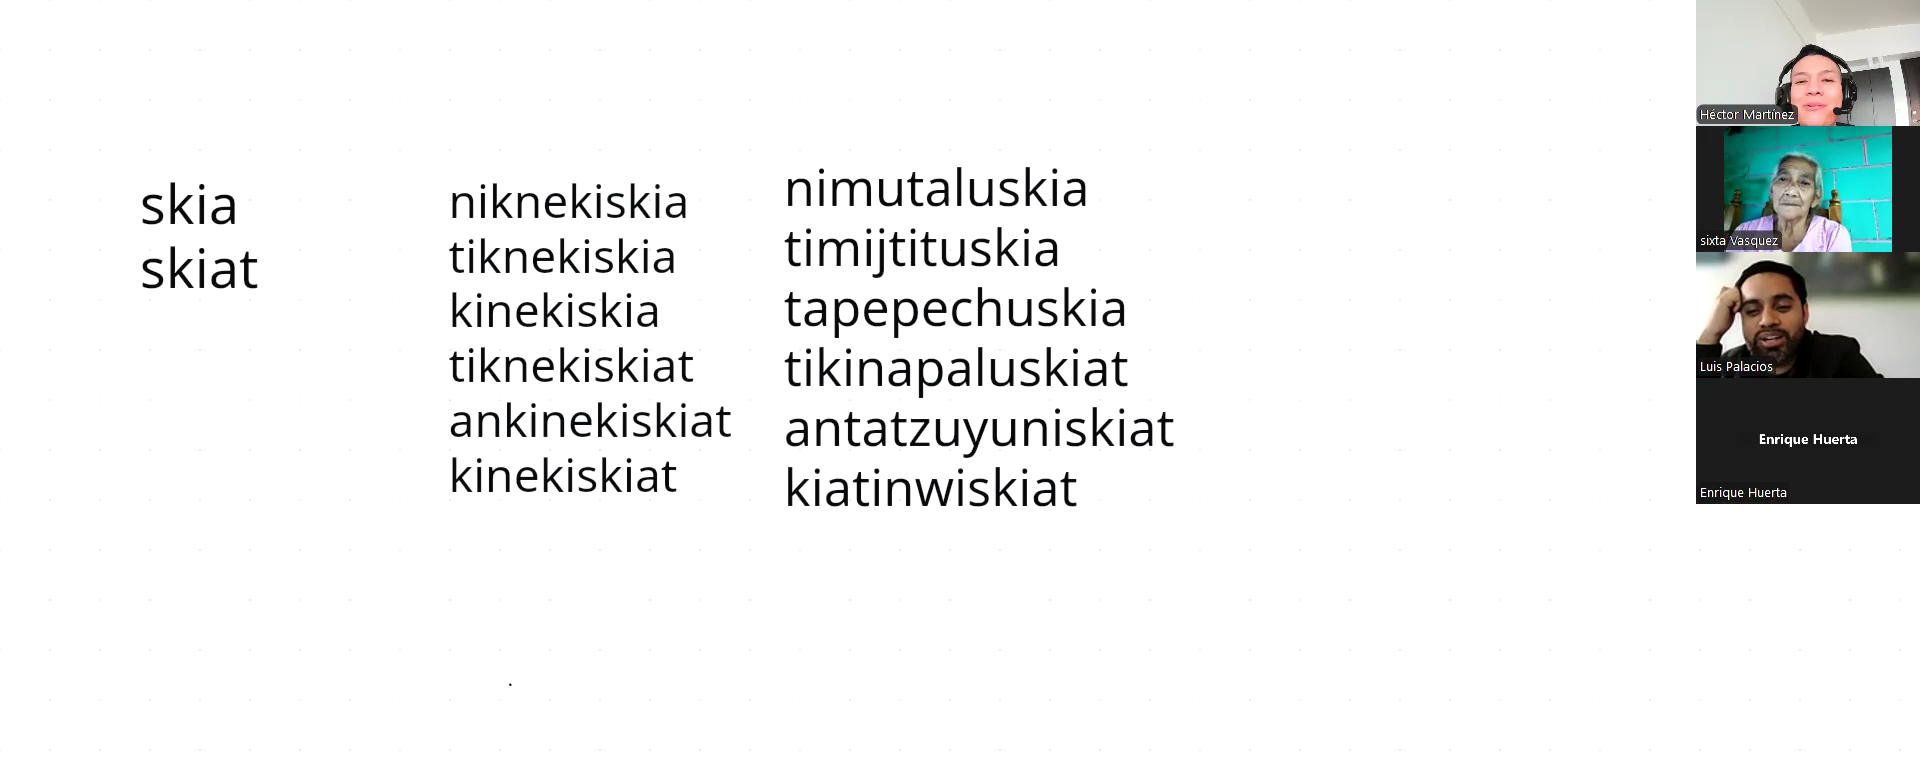 skia
skiat
niknekiskia
tiknekiskia
kinekiskia
tiknekiskiat
ankinekiskiat
kinekiskiat
nimutaluskia
timijtituskia
tapepechuskia
tikinapaluskiat
antatzuyuniskiat
kiatinwiskiat
Héctor Martínez
sixta Vasquez
Luis Palacios
Enrique Huerta
Enrique Huerta